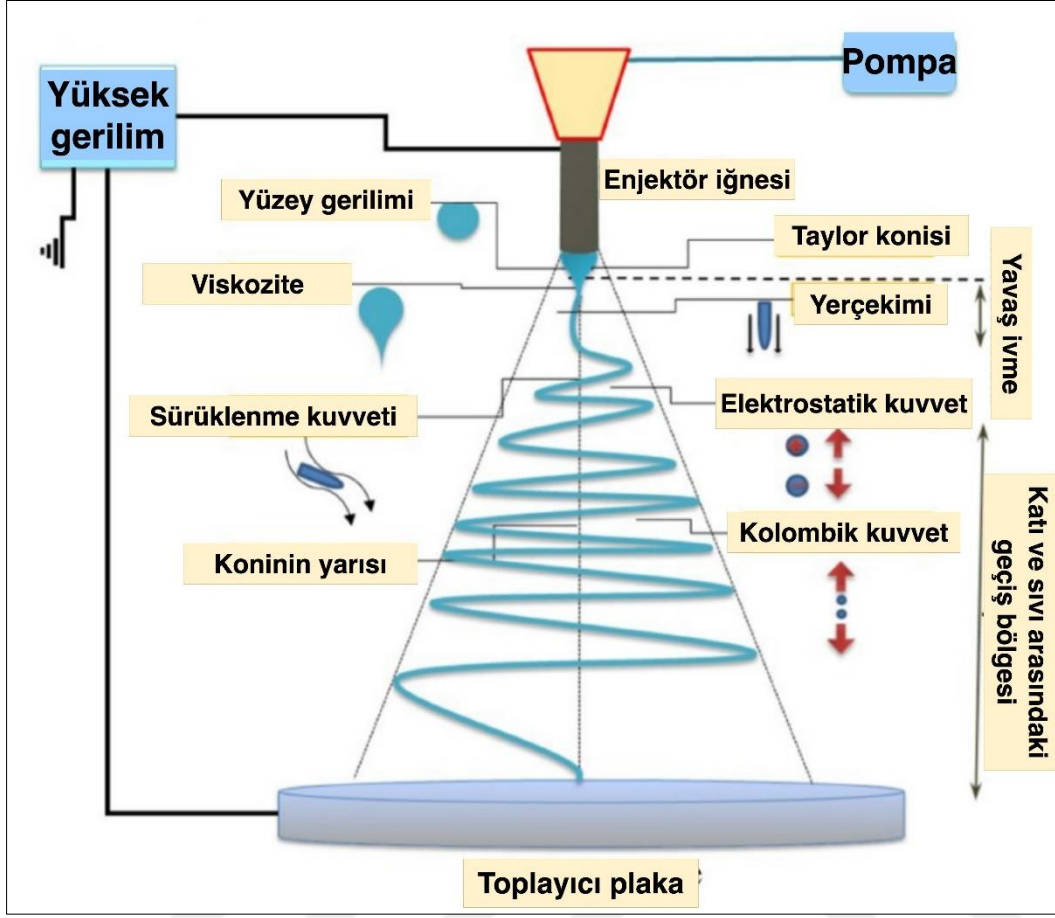 Pompa
Yüksek
gerilim
Enjektör iğnesi
Yüzey gerilimi
Taylor konisi
Viskozite
Yerçekimi
Yavaş ivme
Sürüklenme kuvveti
Elektrostatik kuvvet
Kolombik kuvvet
Koninin yarısı
Katı ve sıvı arasındaki
geçiş bölgesi
Toplayıcı plaka